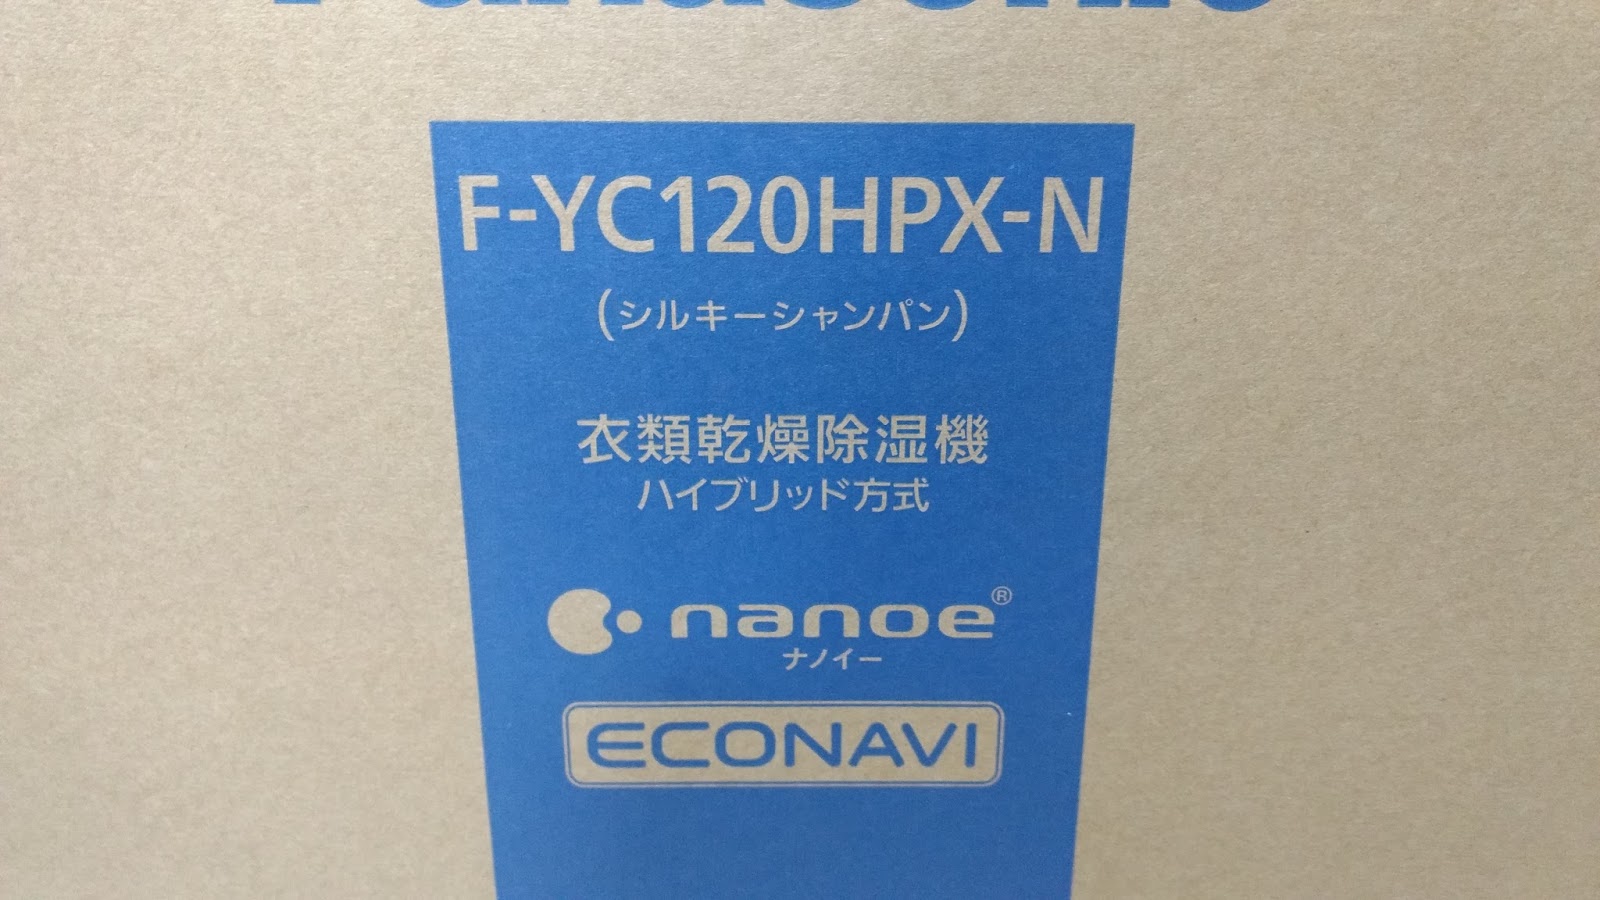 Panasonic
F-YC120HPX-N
(シルキーシャンパン)
衣類乾燥除湿機
ハイブリッド方式
nanoe®
ナノイー
ECONAVI